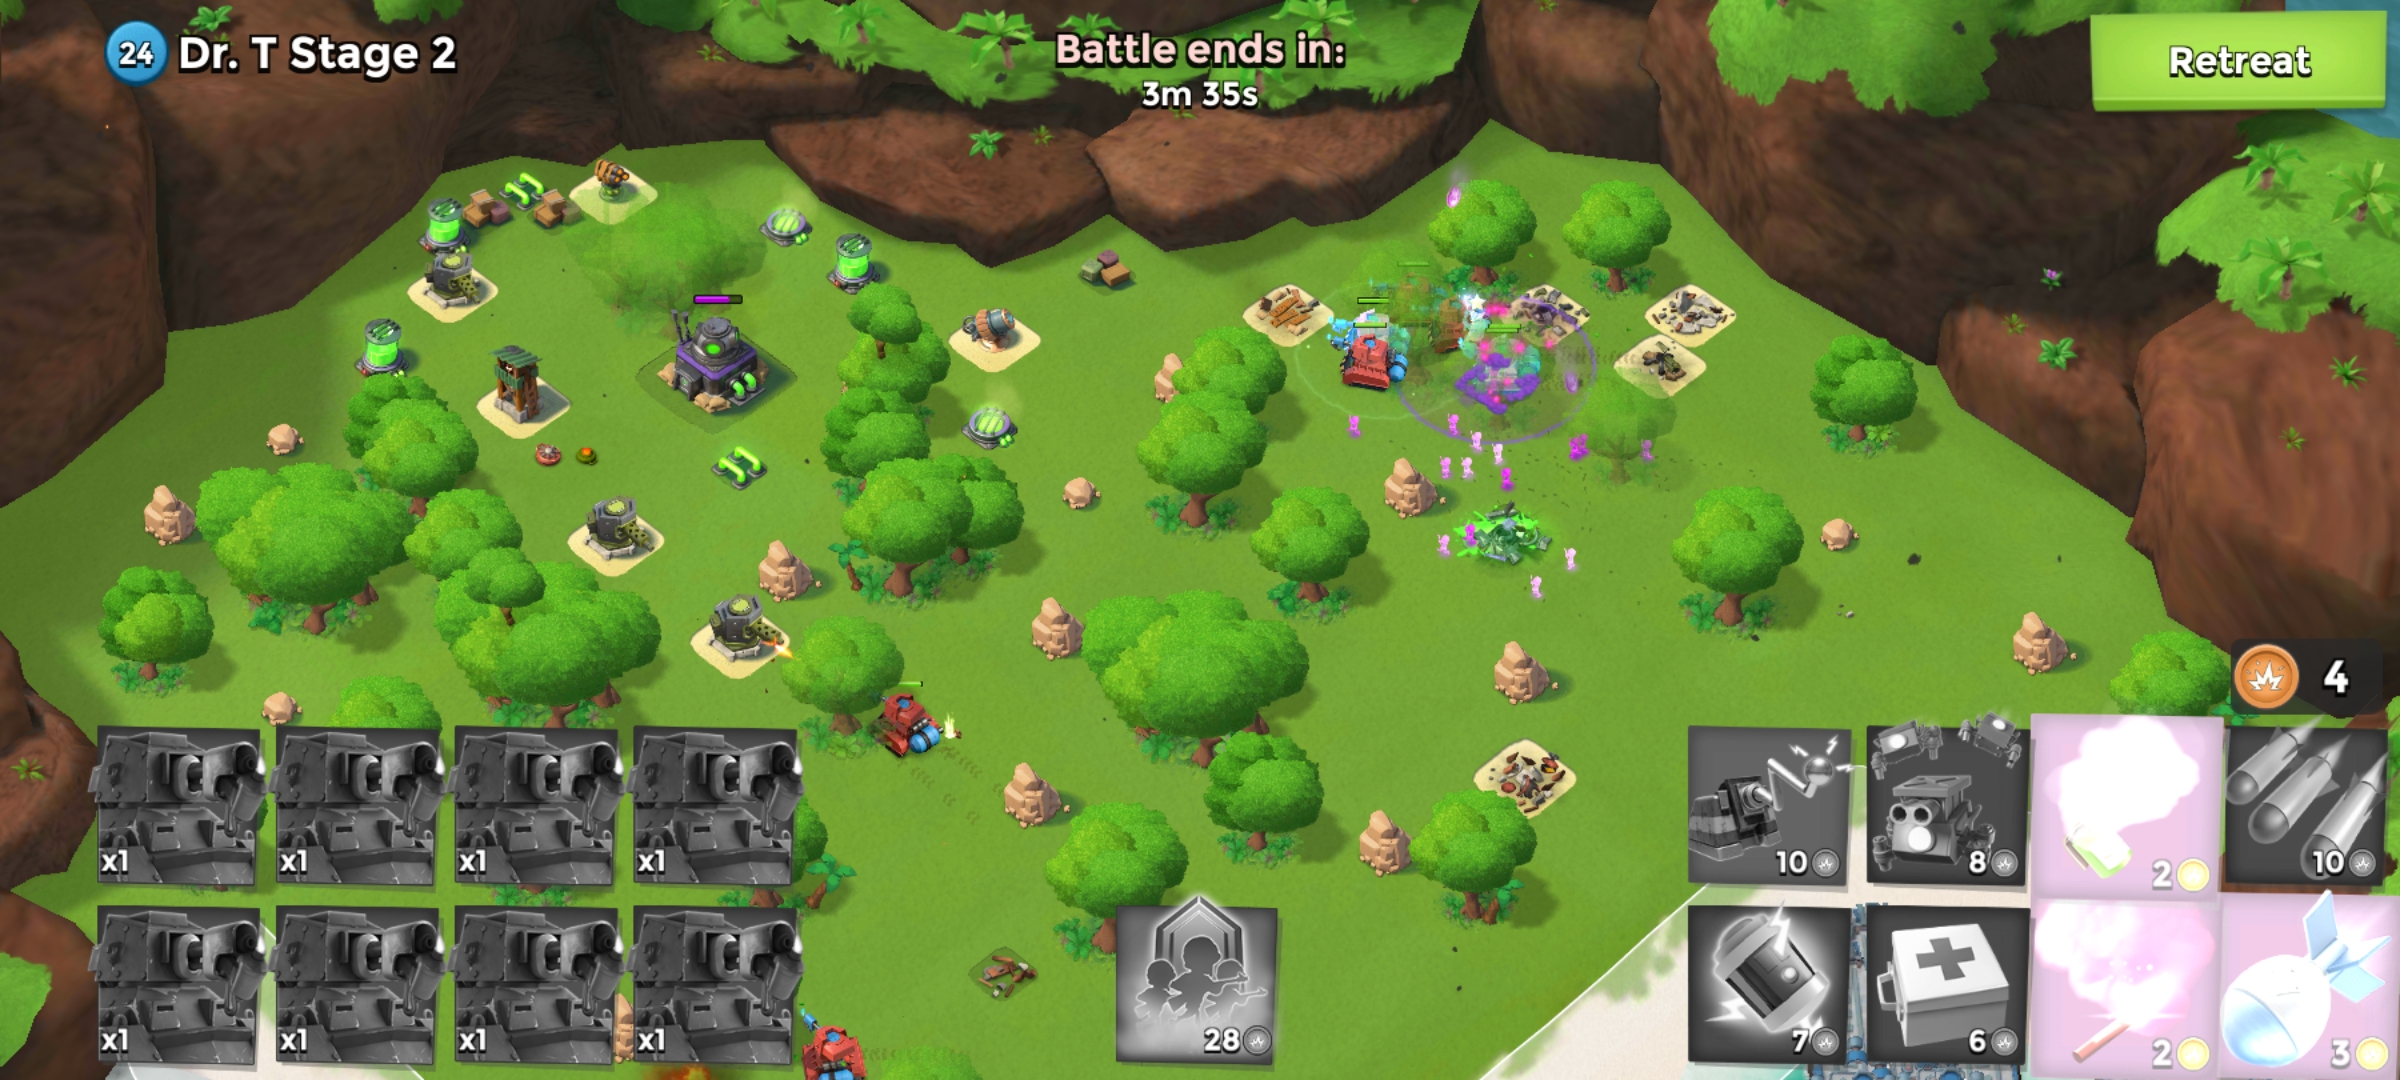 24 Dr. T Stage 2
Battle ends in:
3m 35s
Retreat
4
x1 x1 x1 x1
10 8 2 10
x1 x1 x1 x1
28
7 6 2 3